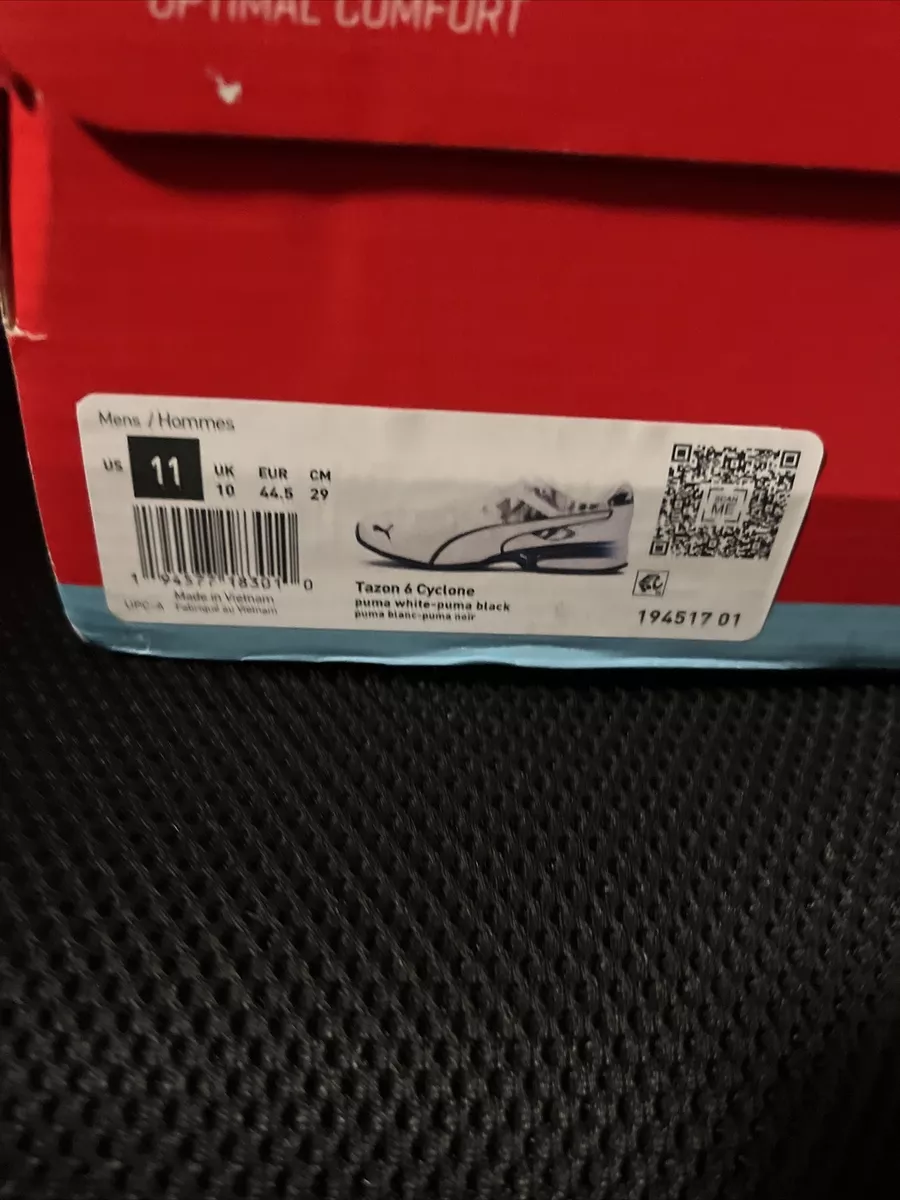 OPTIMAL COMFORT
Mens / Hommes
US 11 UK EUR CM
10 44.5 29
SCAN
ME
1 94577 18301 0
UPC-A Made in Vietnam
Fabriqué au Vietnam
Tazon 6 Cyclone
puma white-puma black
puma blanc-puma noir
194517 01